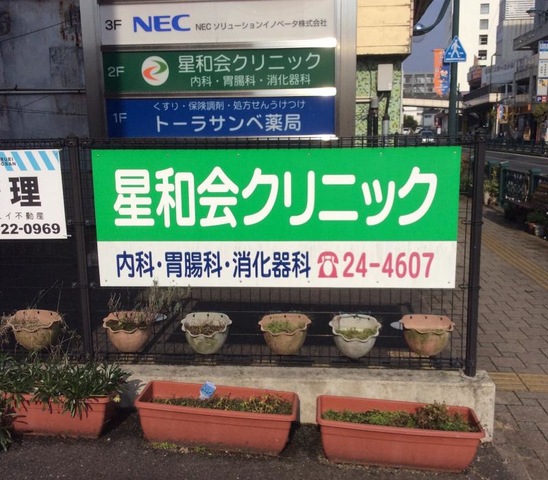 3F NEC NECソリューションイノベータ株式会社
2F 星和会クリニック
内科・胃腸科・消化器科
くすり・保険調剤・処方せんうけつけ
1F トーラサンベ薬局
理
22-0969
星和会クリニック
内科・胃腸科・消化器科 ☎24-4607